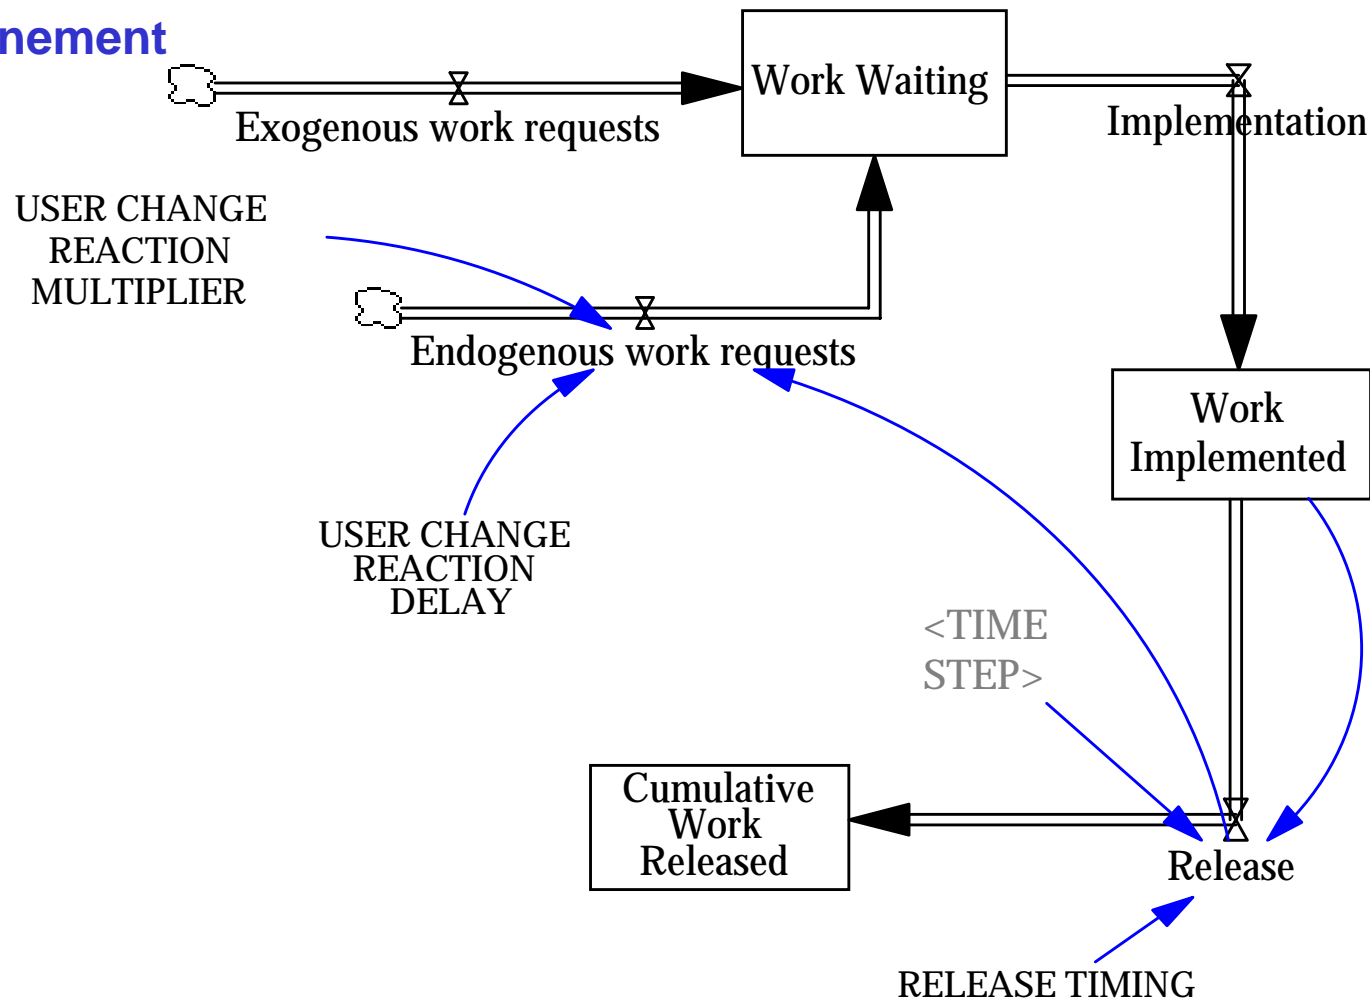 nement
Work Waiting
Exogenous work requests
Implementation
USER CHANGE
REACTION
MULTIPLIER
Endogenous work requests
Work
Implemented
USER CHANGE
REACTION
DELAY
<TIME
STEP>
Cumulative
Work
Released
Release
RELEASE TIMING